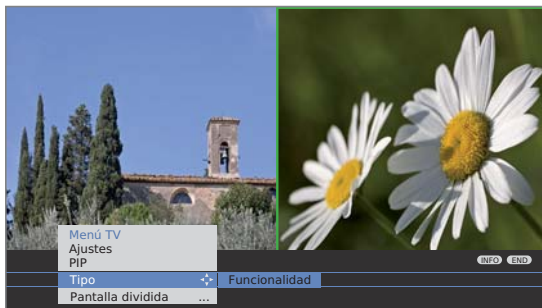 Menú TV
Ajustes
PIP
INFO END
Tipo Funcionalidad
Pantalla dividida ...